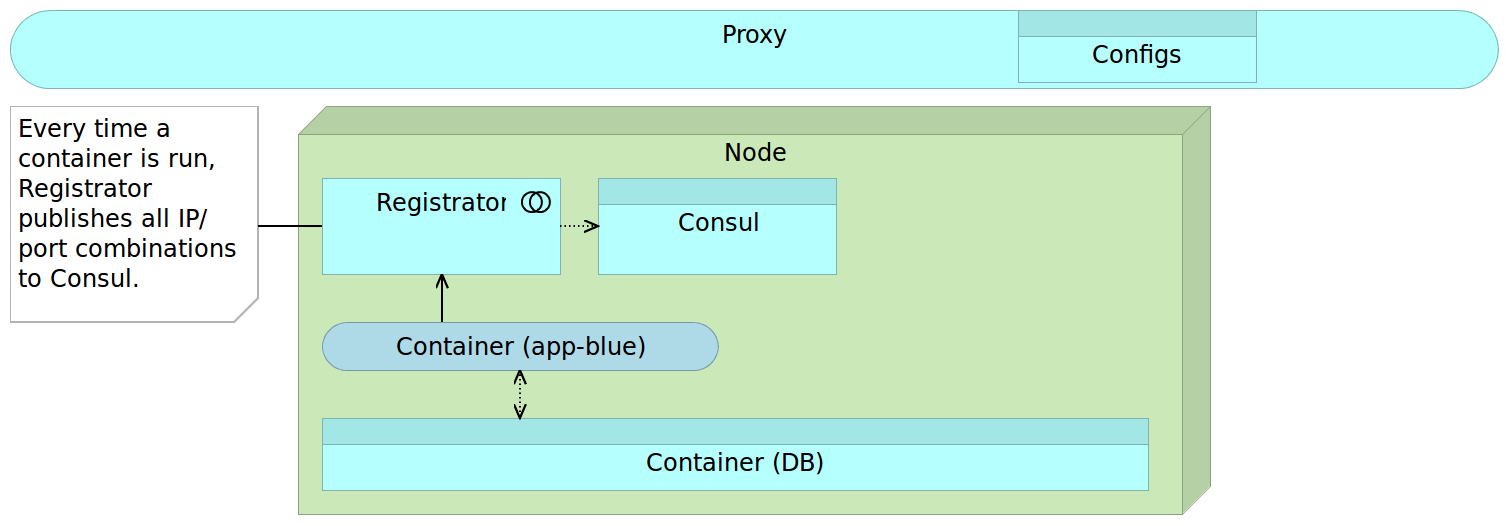 Proxy
Configs
Every time a
container is run,
Registrator
publishes all IP/
port combinations
to Consul.
Node
Registrator
Consul
Container (app-blue)
Container (DB)